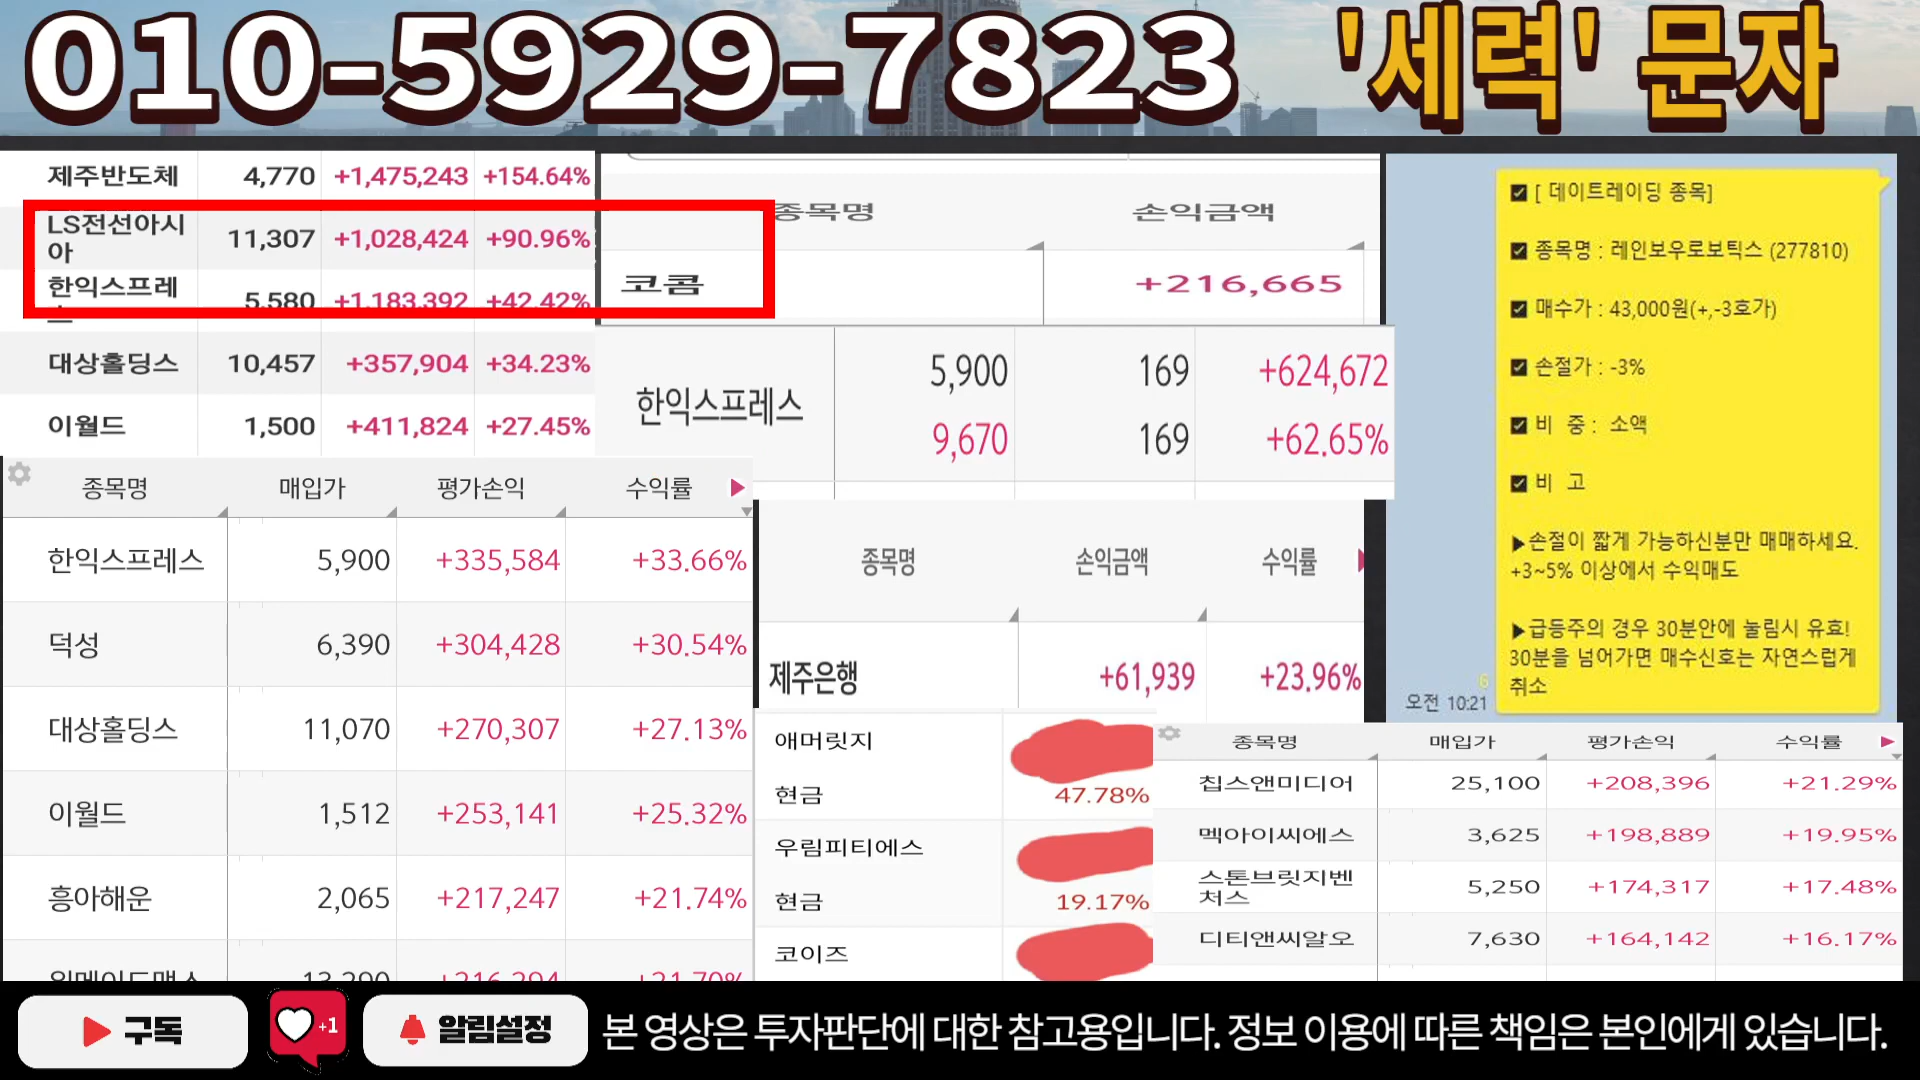 010-5929-7823 '세력' 문자
제주반도체 4,770 +1,475,243 +154.64%
LS전선아시아 11,307 +1,028,424 +90.96%
한익스프레 5,580 +1,183,392 +42.42%
대상홀딩스 10,457 +357,904 +34.23%
이월드 1,500 +411,824 +27.45%
종목명 손익금액
코콤 +216,665
한익스프레스 5,900 169 +624,672
9,670 169 +62.65%
종목명 매입가 평가손익 수익률
한익스프레스 5,900 +335,584 +33.66%
덕성 6,390 +304,428 +30.54%
대상홀딩스 11,070 +270,307 +27.13%
이월드 1,512 +253,141 +25.32%
흥아해운 2,065 +217,247 +21.74%
종목명 손익금액 수익률
제주은행 +61,939 +23.96%
애머릿지
현금 47.78%
우림피티에스
현금 19.17%
코이즈
[ 데이트레이딩 종목]
종목명 : 레인보우로보틱스 (277810)
매수가 : 43,000원(+,-3호가)
손절가 : -3%
비 중 : 소액
비 고
▶손절이 짧게 가능하신분만 매매하세요.
+3~5% 이상에서 수익매도
▶급등주의 경우 30분안에 눌림시 유효!
30분을 넘어가면 매수신호는 자연스럽게
취소
6
오전 10:21
종목명 매입가 평가손익 수익률
칩스앤미디어 25,100 +208,396 +21.29%
멕아이씨에스 3,625 +198,889 +19.95%
스톤브릿지벤처스 5,250 +174,317 +17.48%
디티앤씨알오 7,630 +164,142 +16.17%
구독 +1 알림설정 본 영상은 투자판단에 대한 참고용입니다. 정보 이용에 따른 책임은 본인에게 있습니다.